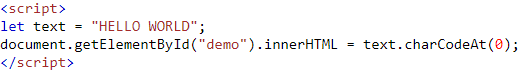 <script>
let text = "HELLO WORLD";
document.getElementById("demo").innerHTML = text.charCodeAt(0);
</script>